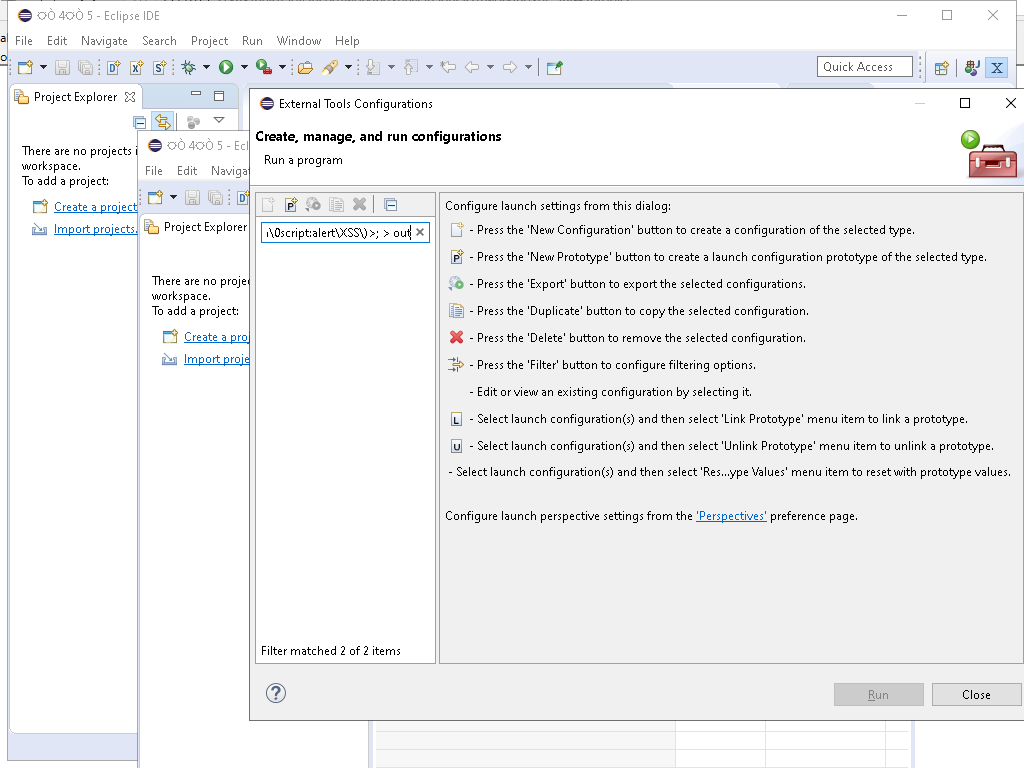 ѺÒ 4ѺÒ 5 - Eclipse IDE
File Edit Navigate Search Project Run Window Help
Quick Access
Project Explorer
There are no projects i
workspace.
To add a project:
Create a project
Import projects.
ѺÒ 4ѺÒ 5 - Ecl
File Edit Naviga
Project Explorer
There are no proje
workspace.
To add a project:
Create a proj
Import proje
External Tools Configurations
Create, manage, and run configurations
Run a program
ı\0script:alert\XSS\)>; > out
Filter matched 2 of 2 items
Configure launch settings from this dialog:
- Press the 'New Configuration' button to create a configuration of the selected type.
- Press the 'New Prototype' button to create a launch configuration prototype of the selected type.
- Press the 'Export' button to export the selected configurations.
- Press the 'Duplicate' button to copy the selected configuration.
- Press the 'Delete' button to remove the selected configuration.
- Press the 'Filter' button to configure filtering options.
- Edit or view an existing configuration by selecting it.
- Select launch configuration(s) and then select 'Link Prototype' menu item to link a prototype.
- Select launch configuration(s) and then select 'Unlink Prototype' menu item to unlink a prototype.
- Select launch configuration(s) and then select 'Res...ype Values' menu item to reset with prototype values.
Configure launch perspective settings from the 'Perspectives' preference page.
Run
Close